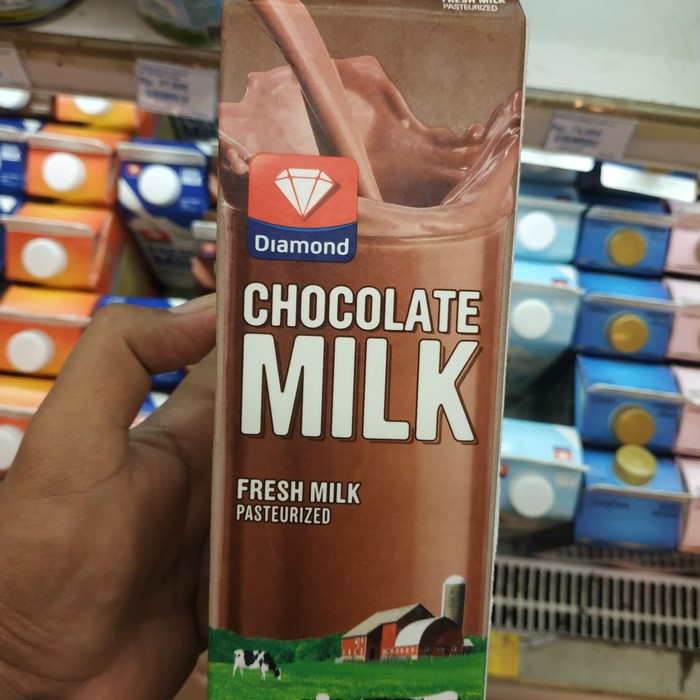 FRESH MILK
PASTEURIZED
Diamond
CHOCOLATE
MILK
FRESH MILK
PASTEURIZED